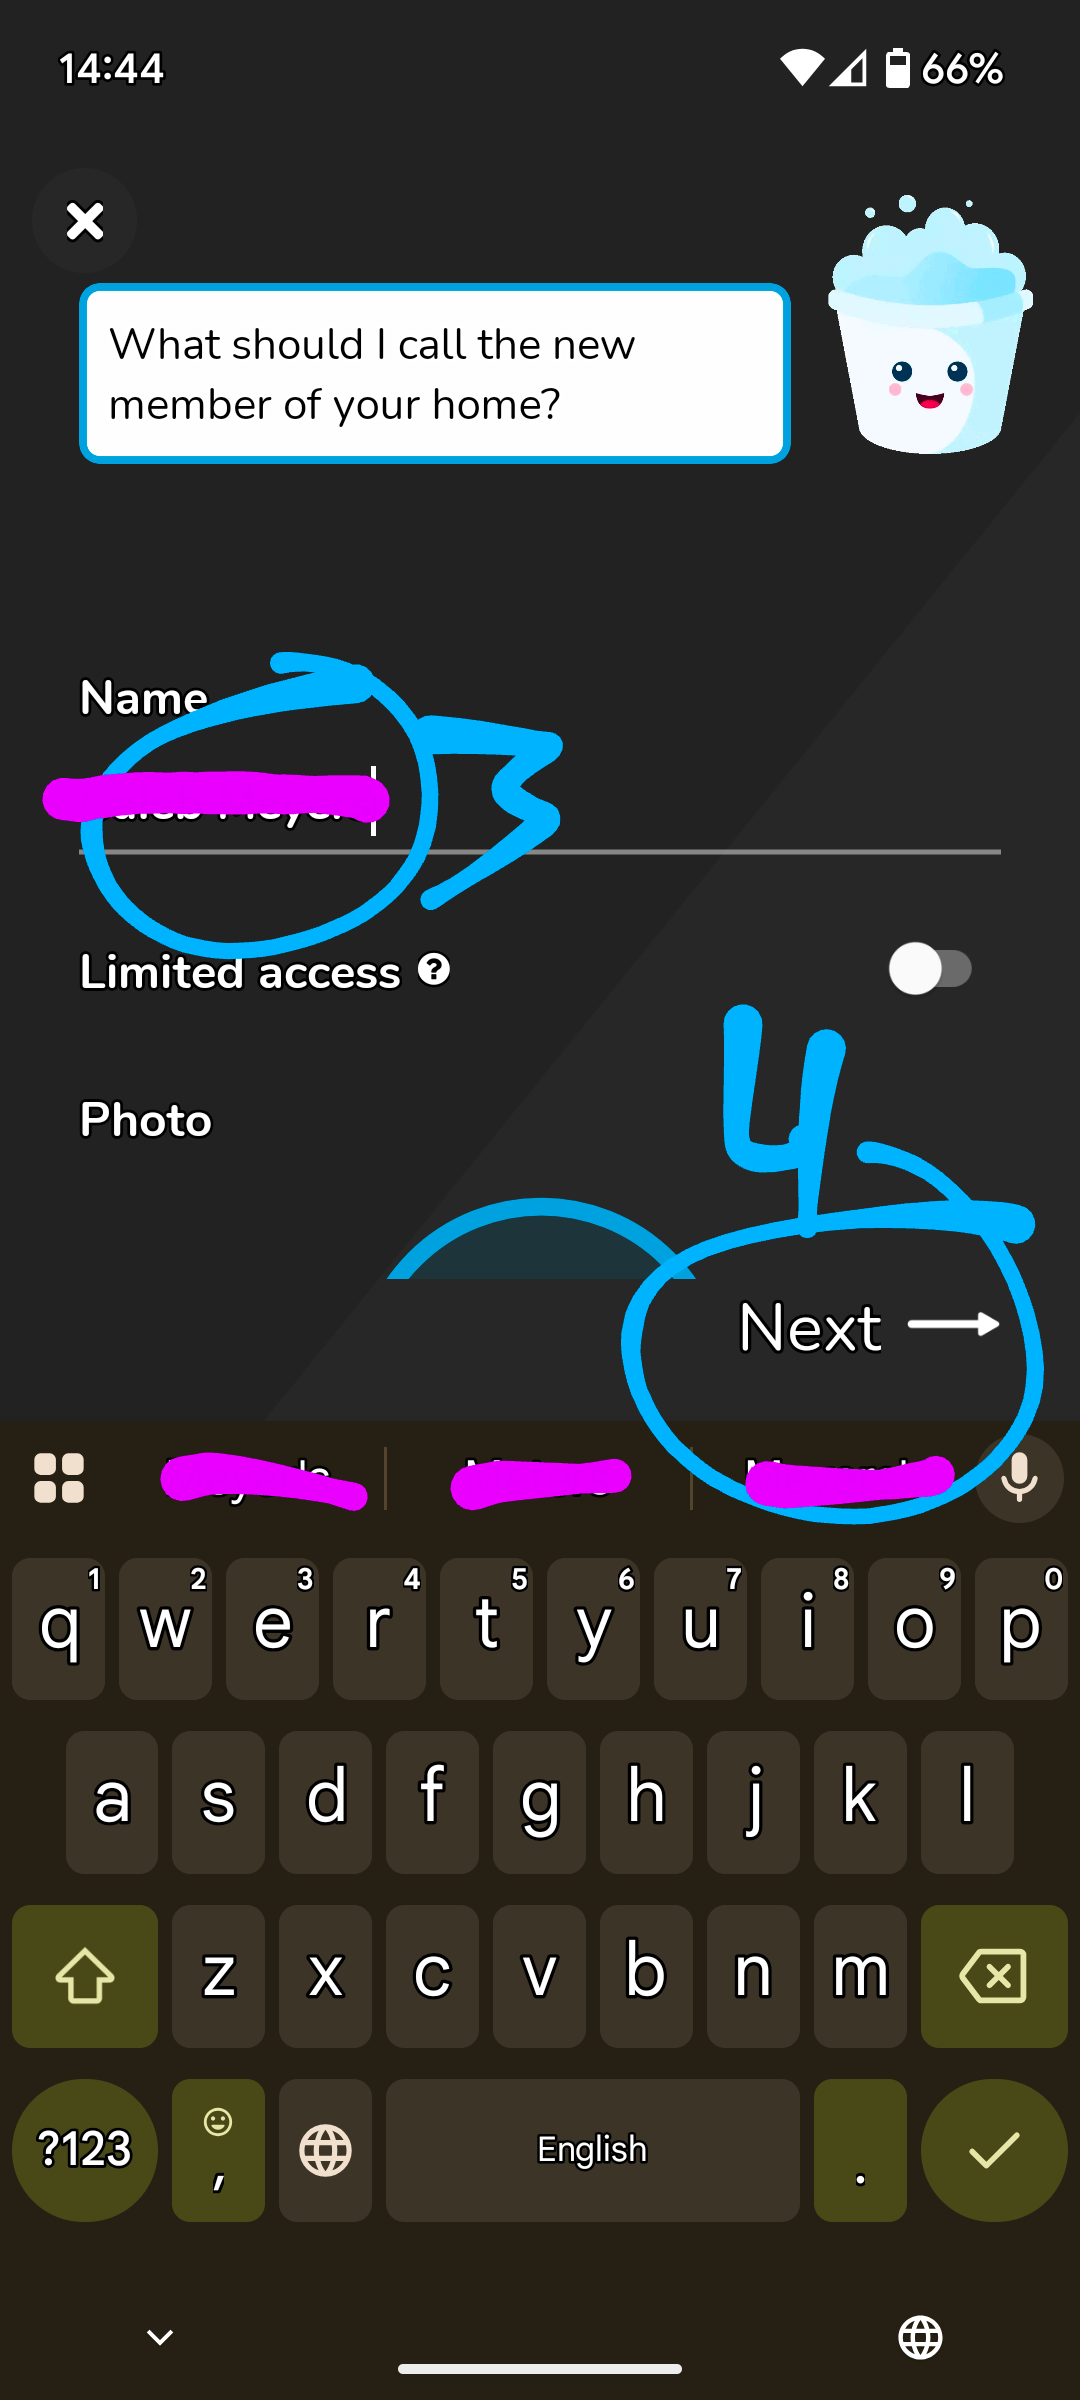 14:44 66%
What should I call the new
member of your home?
Name
3
Limited access ?
4
Photo
Next
1 2 3 4 5 6 7 8 9 0
q w e r t y u i o p
a s d f g h j k l
z x c v b n m
?123 , English .